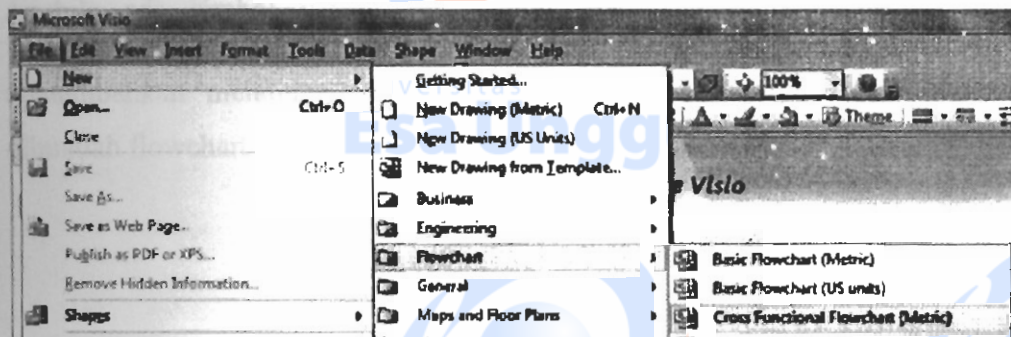 Microsoft Visio
File Edit View Insert Format Tools Data Shape Window Help
New
Open... Ctrl+O
Close
Save Ctrl+S
Save As...
Save as Web Page...
Publish as PDF or XPS...
Remove Hidden Information...
Shapes
Getting Started...
New Drawing (Metric) Ctrl+N
New Drawing (US Units)
New Drawing from Template...
Business
Engineering
Flowchart
General
Maps and Floor Plans
Basic Flowchart (Metric)
Basic Flowchart (US units)
Cross Functional Flowchart (Metric)
100%
Theme
Visio
Esa Ungg
flowchart